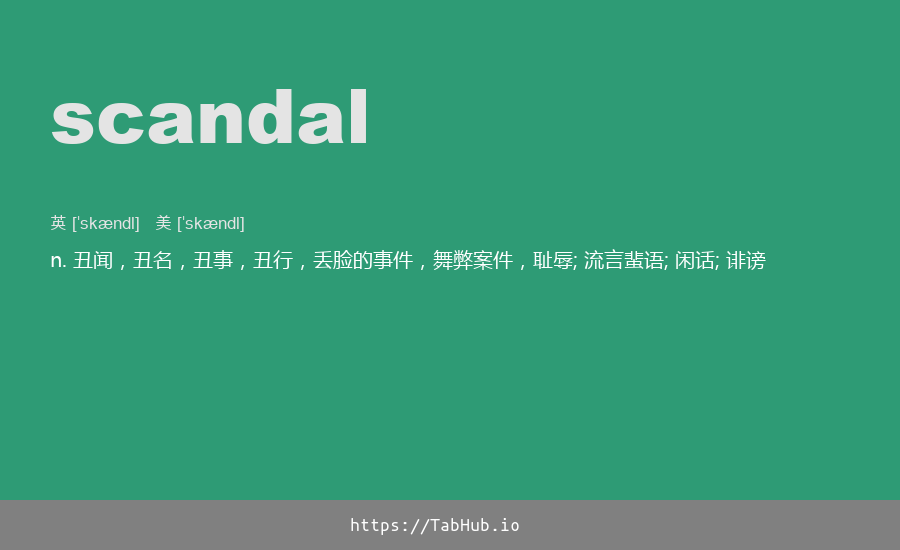 scandal
英 [ˈskændl]  美 [ˈskændl]
n. 丑闻，丑名，丑事，丑行，丢脸的事件，舞弊案件，耻辱; 流言蜚语; 闲话; 诽谤
https://TabHub.io